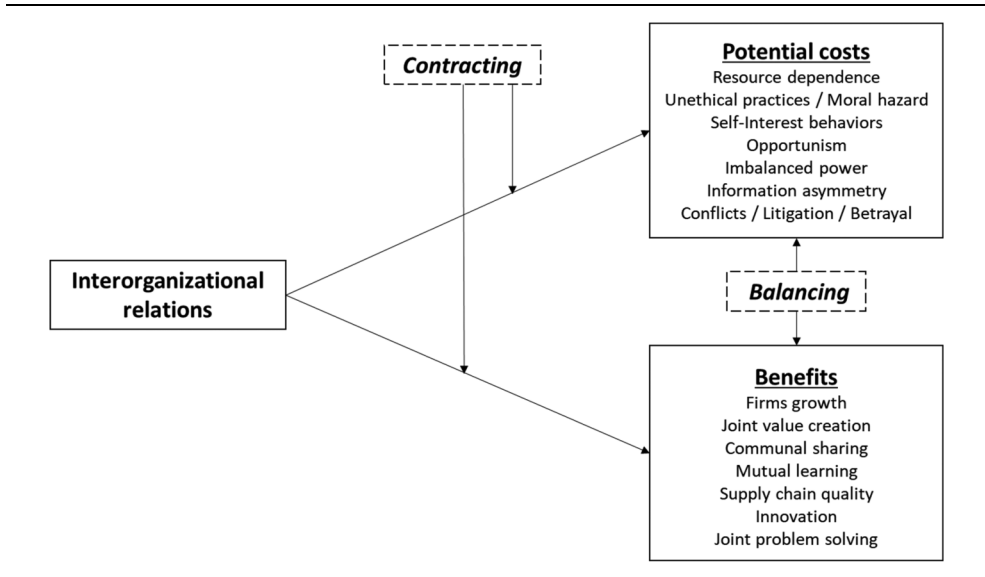 Contracting
Potential costs
Resource dependence
Unethical practices / Moral hazard
Self-Interest behaviors
Opportunism
Imbalanced power
Information asymmetry
Conflicts / Litigation / Betrayal
Interorganizational
relations
Balancing
Benefits
Firms growth
Joint value creation
Communal sharing
Mutual learning
Supply chain quality
Innovation
Joint problem solving